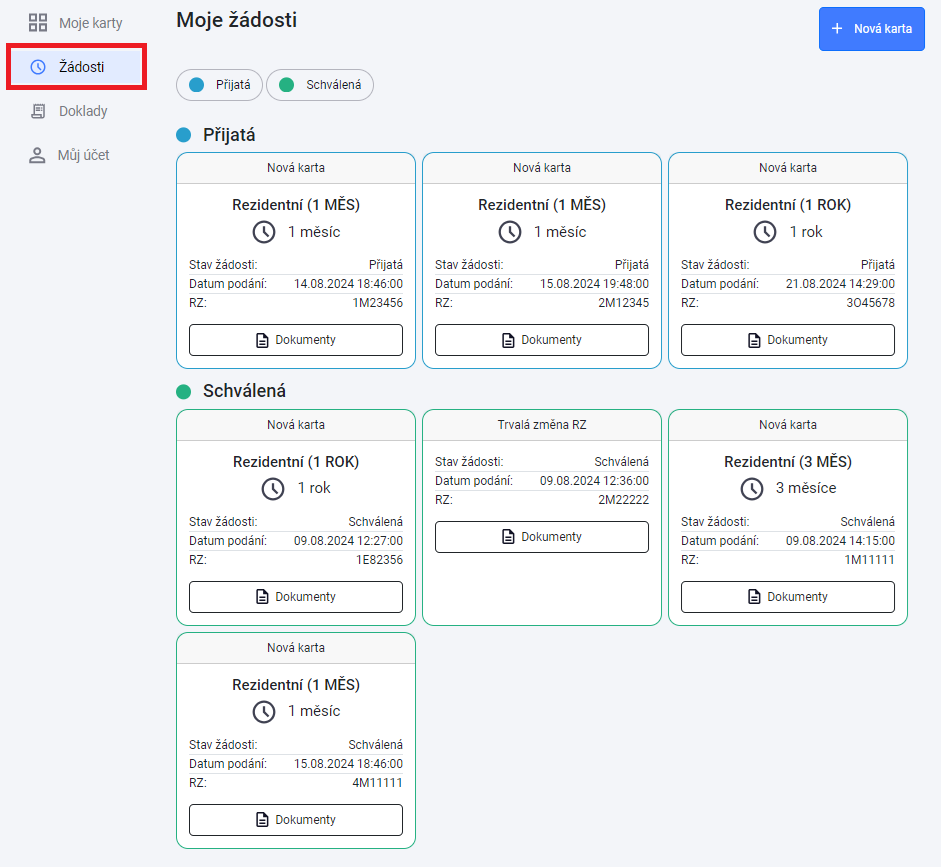 Moje karty
Žádosti
Doklady
Můj účet
Moje žádosti
+ Nová karta
Přijatá
Schválená
Přijatá
Nová karta
Rezidentní (1 MĚS)
1 měsíc
Stav žádosti: Přijatá
Datum podání: 14.08.2024 18:46:00
RZ: 1M23456
Dokumenty
Nová karta
Rezidentní (1 MĚS)
1 měsíc
Stav žádosti: Přijatá
Datum podání: 15.08.2024 19:48:00
RZ: 2M12345
Dokumenty
Nová karta
Rezidentní (1 ROK)
1 rok
Stav žádosti: Přijatá
Datum podání: 21.08.2024 14:29:00
RZ: 3O45678
Dokumenty
Schválená
Nová karta
Rezidentní (1 ROK)
1 rok
Stav žádosti: Schválená
Datum podání: 09.08.2024 12:27:00
RZ: 1E82356
Dokumenty
Trvalá změna RZ
Stav žádosti: Schválená
Datum podání: 09.08.2024 12:36:00
RZ: 2M22222
Dokumenty
Nová karta
Rezidentní (3 MĚS)
3 měsíce
Stav žádosti: Schválená
Datum podání: 09.08.2024 14:15:00
RZ: 1M11111
Dokumenty
Nová karta
Rezidentní (1 MĚS)
1 měsíc
Stav žádosti: Schválená
Datum podání: 15.08.2024 18:46:00
RZ: 4M11111
Dokumenty